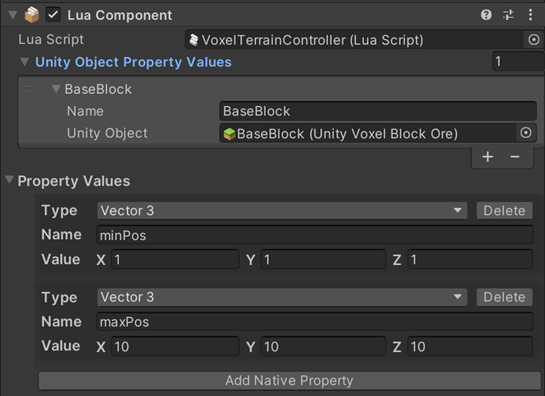 Lua Component
Lua Script VoxelTerrainController (Lua Script)
Unity Object Property Values 1
BaseBlock
Name BaseBlock
Unity Object BaseBlock (Unity Voxel Block Ore)
+ −
Property Values
Type Vector 3 Delete
Name minPos
Value X 1 Y 1 Z 1
Type Vector 3 Delete
Name maxPos
Value X 10 Y 10 Z 10
Add Native Property